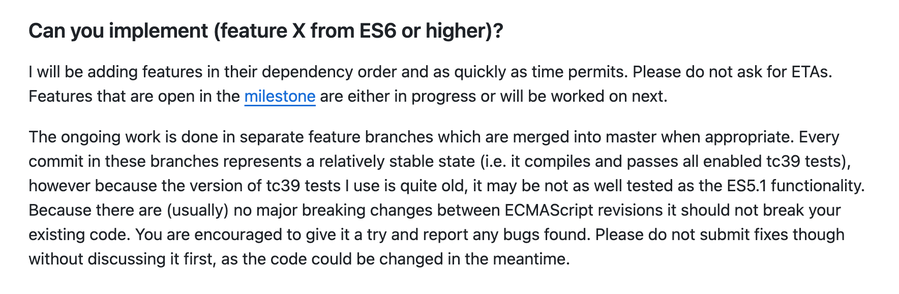 Can you implement (feature X from ES6 or higher)?
I will be adding features in their dependency order and as quickly as time permits. Please do not ask for ETAs.
Features that are open in the milestone are either in progress or will be worked on next.
The ongoing work is done in separate feature branches which are merged into master when appropriate. Every
commit in these branches represents a relatively stable state (i.e. it compiles and passes all enabled tc39 tests),
however because the version of tc39 tests I use is quite old, it may be not as well tested as the ES5.1 functionality.
Because there are (usually) no major breaking changes between ECMAScript revisions it should not break your
existing code. You are encouraged to give it a try and report any bugs found. Please do not submit fixes though
without discussing it first, as the code could be changed in the meantime.